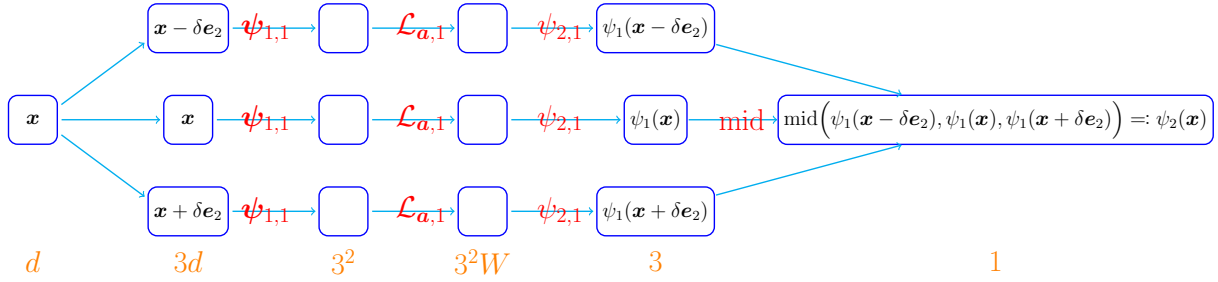 𝒙 − δ𝒆₂ 𝝍₁,₁ 𝓛𝒂,₁ ψ₂,₁ ψ₁(𝒙 − δ𝒆₂)
𝒙 𝒙 𝝍₁,₁ 𝓛𝒂,₁ ψ₂,₁ ψ₁(𝒙) mid mid(ψ₁(𝒙 − δ𝒆₂), ψ₁(𝒙), ψ₁(𝒙 + δ𝒆₂)) =: ψ₂(𝒙)
𝒙 + δ𝒆₂ 𝝍₁,₁ 𝓛𝒂,₁ ψ₂,₁ ψ₁(𝒙 + δ𝒆₂)
d 3d 3² 3²W 3 1